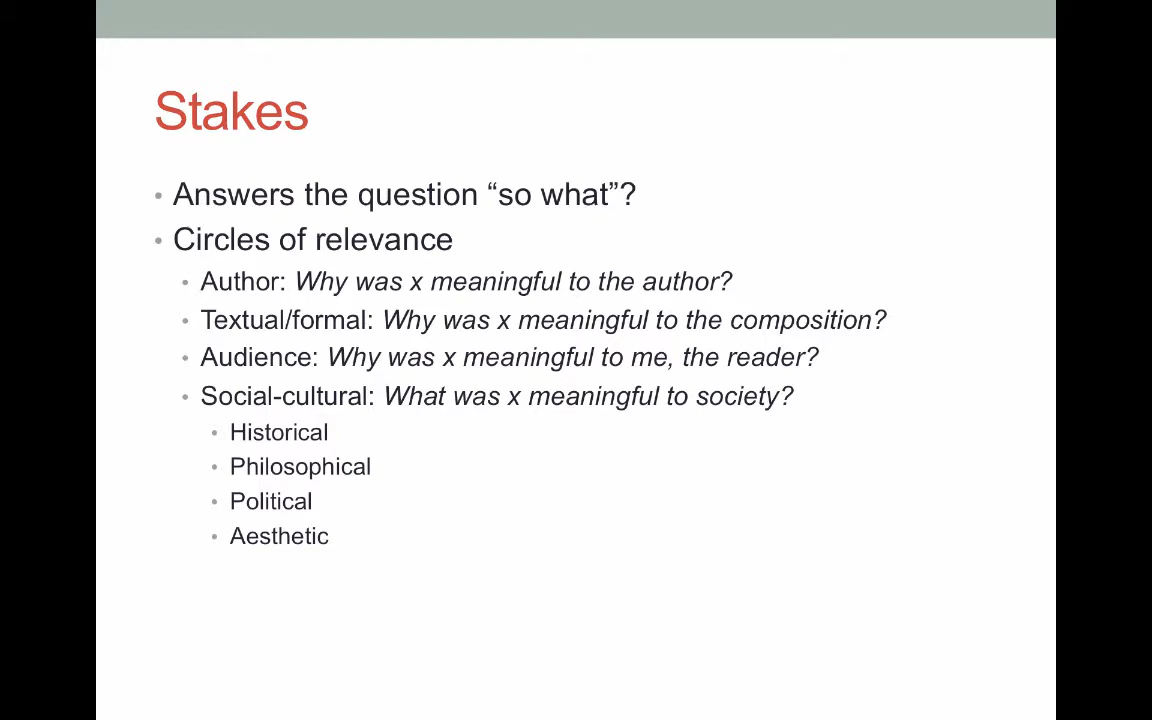 Stakes
• Answers the question “so what”?
• Circles of relevance
• Author: Why was x meaningful to the author?
• Textual/formal: Why was x meaningful to the composition?
• Audience: Why was x meaningful to me, the reader?
• Social-cultural: What was x meaningful to society?
• Historical
• Philosophical
• Political
• Aesthetic